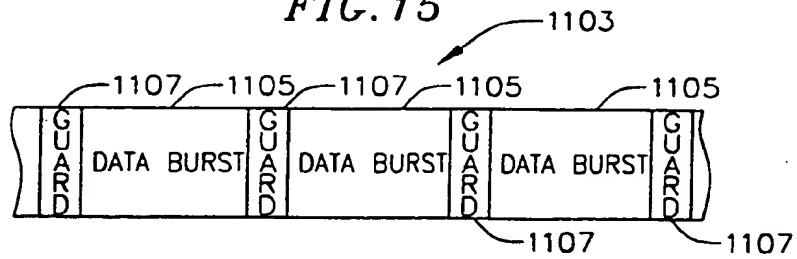 FIG. 15
1103
1107 1105 1107 1105 1105
GUARD DATA BURST GUARD DATA BURST GUARD DATA BURST GUARD
1107 1107